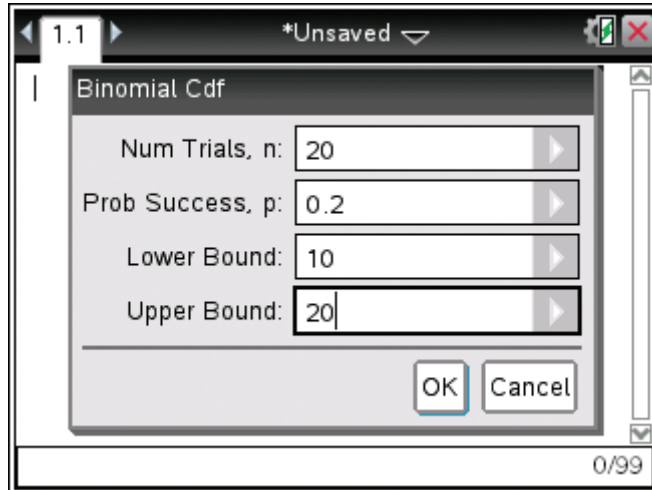 1.1 *Unsaved
Binomial Cdf
Num Trials, n: 20
Prob Success, p: 0.2
Lower Bound: 10
Upper Bound: 20
OK Cancel
0/99